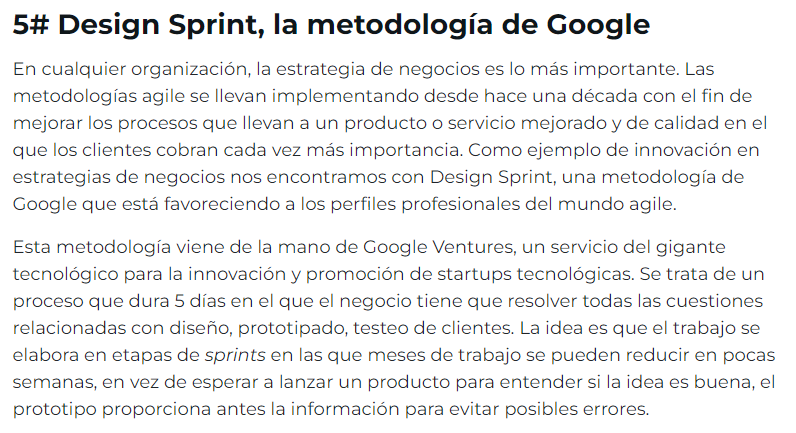 5# Design Sprint, la metodología de Google
En cualquier organización, la estrategia de negocios es lo más importante. Las
metodologías agile se llevan implementando desde hace una década con el fin de
mejorar los procesos que llevan a un producto o servicio mejorado y de calidad en el
que los clientes cobran cada vez más importancia. Como ejemplo de innovación en
estrategias de negocios nos encontramos con Design Sprint, una metodología de
Google que está favoreciendo a los perfiles profesionales del mundo agile.
Esta metodología viene de la mano de Google Ventures, un servicio del gigante
tecnológico para la innovación y promoción de startups tecnológicas. Se trata de un
proceso que dura 5 días en el que el negocio tiene que resolver todas las cuestiones
relacionadas con diseño, prototipado, testeo de clientes. La idea es que el trabajo se
elabora en etapas de sprints en las que meses de trabajo se pueden reducir en pocas
semanas, en vez de esperar a lanzar un producto para entender si la idea es buena, el
prototipo proporciona antes la información para evitar posibles errores.